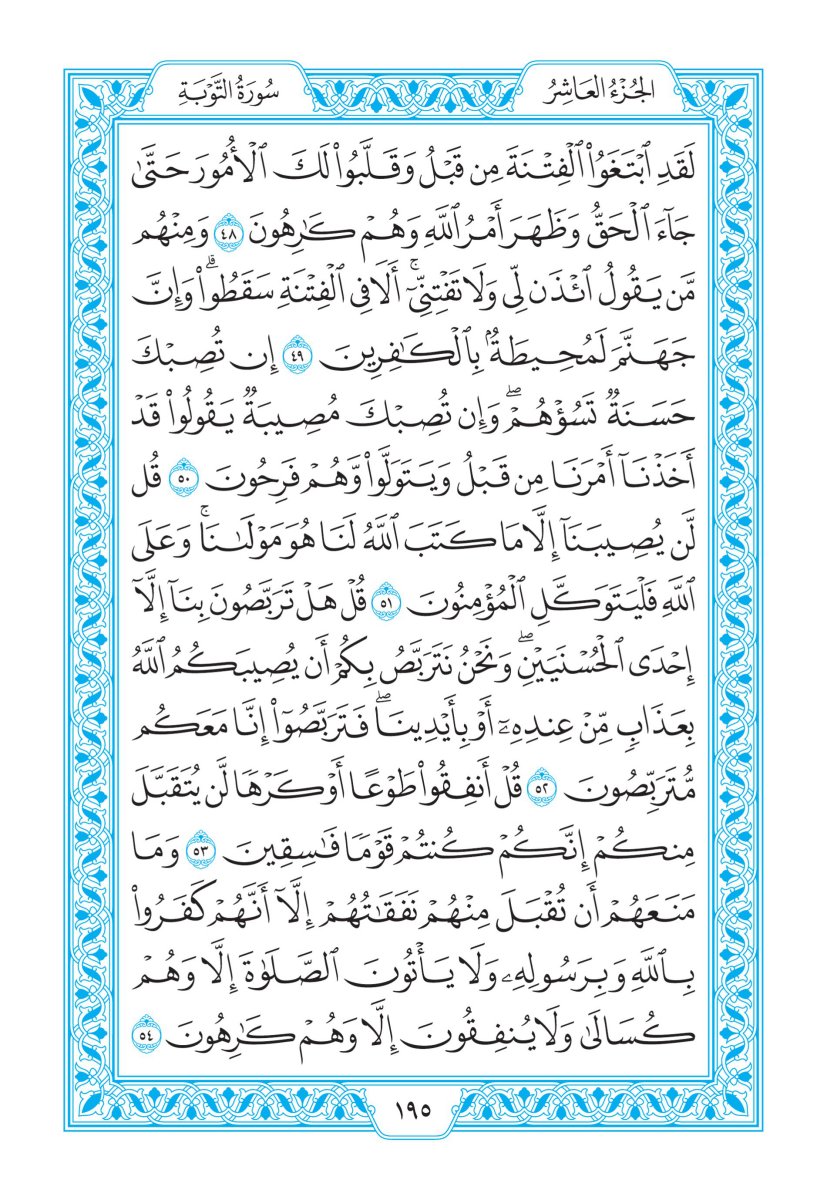 الجُزْءُ العَاشِرُ
سُورَةُ التَّوْبَةِ
لَقَدِ ٱبْتَغَوُا۟ ٱلْفِتْنَةَ مِن قَبْلُ وَقَلَّبُوا۟ لَكَ ٱلْأُمُورَ حَتَّىٰ
جَآءَ ٱلْحَقُّ وَظَهَرَ أَمْرُ ٱللَّهِ وَهُمْ كَٰرِهُونَ ٤٨ وَمِنْهُم
مَّن يَقُولُ ٱئْذَن لِّى وَلَا تَفْتِنِّىٓ ۚ أَلَا فِى ٱلْفِتْنَةِ سَقَطُوا۟ ۗ وَإِنَّ
جَهَنَّمَ لَمُحِيطَةٌۢ بِٱلْكَٰفِرِينَ ٤٩ إِن تُصِبْكَ
حَسَنَةٌ تَسُؤْهُمْ ۖ وَإِن تُصِبْكَ مُصِيبَةٌ يَقُولُوا۟ قَدْ
أَخَذْنَآ أَمْرَنَا مِن قَبْلُ وَيَتَوَلَّوا۟ وَّهُمْ فَرِحُونَ ٥٠ قُل
لَّن يُصِيبَنَآ إِلَّا مَا كَتَبَ ٱللَّهُ لَنَا هُوَ مَوْلَىٰنَا ۚ وَعَلَى
ٱللَّهِ فَلْيَتَوَكَّلِ ٱلْمُؤْمِنُونَ ٥١ قُلْ هَلْ تَرَبَّصُونَ بِنَآ إِلَّآ
إِحْدَى ٱلْحُسْنَيَيْنِ ۖ وَنَحْنُ نَتَرَبَّصُ بِكُمْ أَن يُصِيبَكُمُ ٱللَّهُ
بِعَذَابٍ مِّنْ عِندِهِۦٓ أَوْ بِأَيْدِينَا ۖ فَتَرَبَّصُوٓا۟ إِنَّا مَعَكُم
مُّتَرَبِّصُونَ ٥٢ قُلْ أَنفِقُوا۟ طَوْعًا أَوْ كَرْهًا لَّن يُتَقَبَّلَ
مِنكُمْ إِنَّكُمْ كُنتُمْ قَوْمًا فَٰسِقِينَ ٥٣ وَمَا
مَنَعَهُمْ أَن تُقْبَلَ مِنْهُمْ نَفَقَٰتُهُمْ إِلَّآ أَنَّهُمْ كَفَرُوا۟
بِٱللَّهِ وَبِرَسُولِهِۦ وَلَا يَأْتُونَ ٱلصَّلَوٰةَ إِلَّا وَهُمْ
كُسَالَىٰ وَلَا يُنفِقُونَ إِلَّا وَهُمْ كَٰرِهُونَ ٥٤
١٩٥